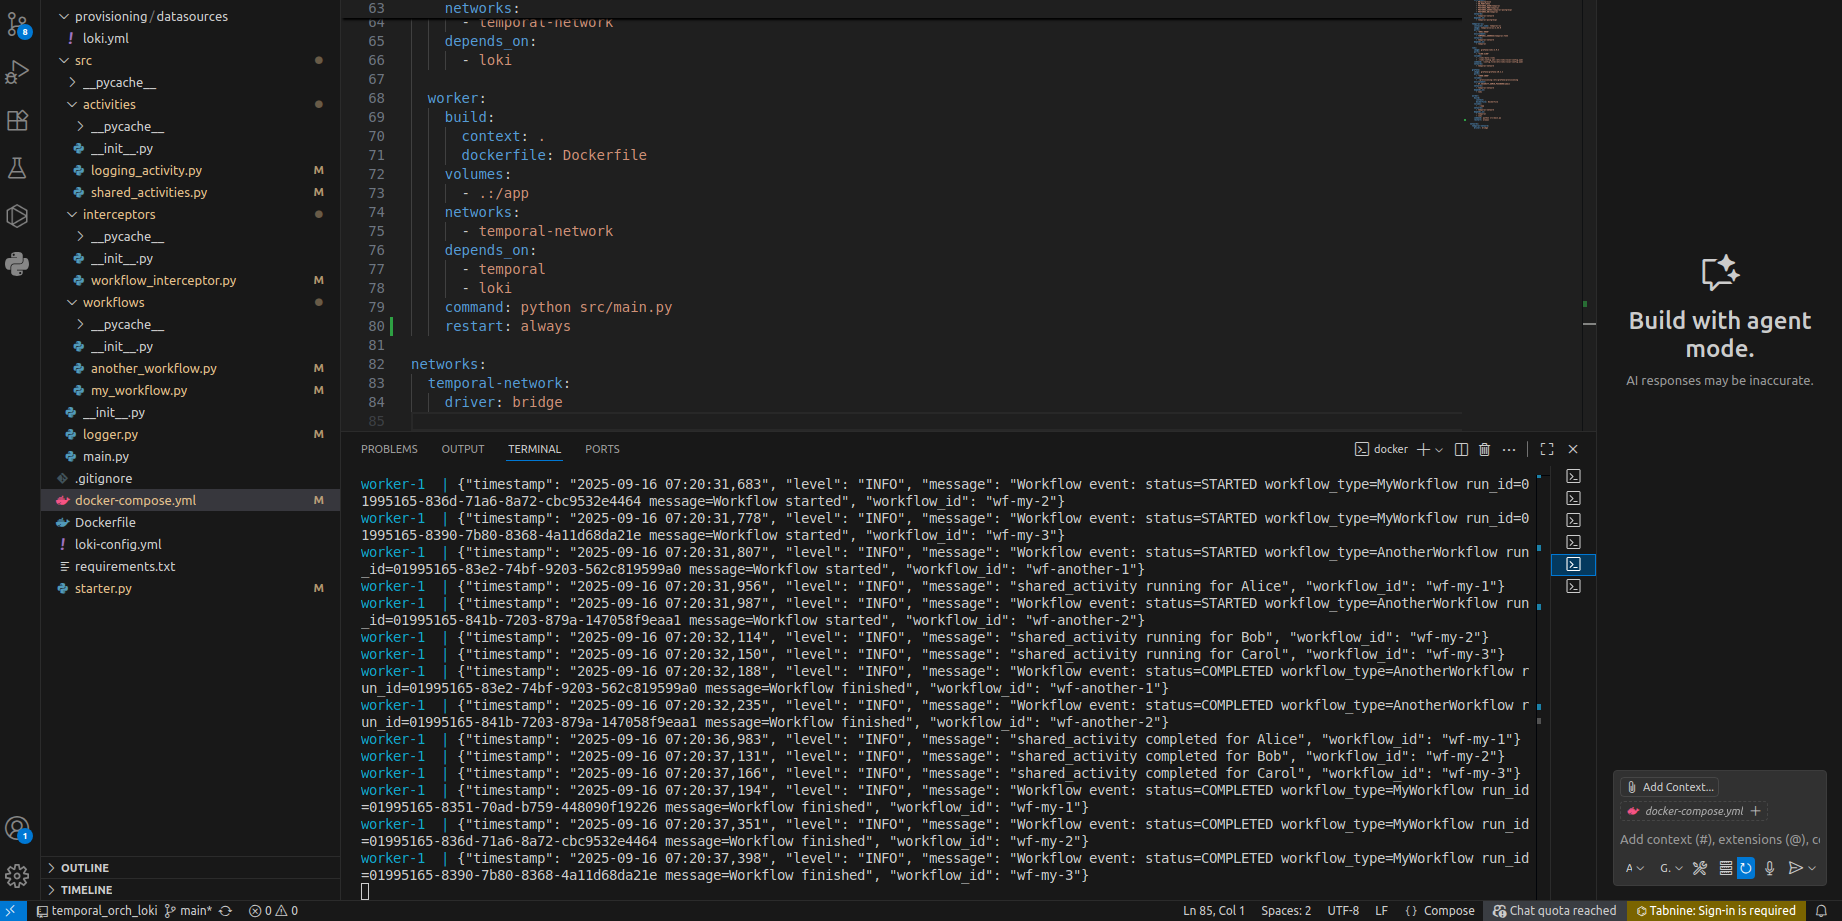 provisioning / datasources
! loki.yml
src
__pycache__
activities
__pycache__
__init__.py
logging_activity.py M
shared_activities.py M
interceptors
__pycache__
__init__.py
workflow_interceptor.py M
workflows
__pycache__
__init__.py
another_workflow.py M
my_workflow.py M
__init__.py
logger.py M
main.py
.gitignore
docker-compose.yml M
Dockerfile
! loki-config.yml
requirements.txt
starter.py M
OUTLINE
TIMELINE
8
1
63 networks:
64 - temporal-network
65 depends_on:
66 - loki
67
68 worker:
69 build:
70 context: .
71 dockerfile: Dockerfile
72 volumes:
73 - .:/app
74 networks:
75 - temporal-network
76 depends_on:
77 - temporal
78 - loki
79 command: python src/main.py
80 restart: always
81
82 networks:
83 temporal-network:
84 driver: bridge
85
PROBLEMS OUTPUT TERMINAL PORTS
docker
worker-1 | {"timestamp": "2025-09-16 07:20:31,683", "level": "INFO", "message": "Workflow event: status=STARTED workflow_type=MyWorkflow run_id=0
1995165-836d-71a6-8a72-cbc9532e4464 message=Workflow started", "workflow_id": "wf-my-2"}
worker-1 | {"timestamp": "2025-09-16 07:20:31,778", "level": "INFO", "message": "Workflow event: status=STARTED workflow_type=MyWorkflow run_id=0
1995165-8390-7b80-8368-4a11d68da21e message=Workflow started", "workflow_id": "wf-my-3"}
worker-1 | {"timestamp": "2025-09-16 07:20:31,807", "level": "INFO", "message": "Workflow event: status=STARTED workflow_type=AnotherWorkflow run
_id=01995165-83e2-74bf-9203-562c819599a0 message=Workflow started", "workflow_id": "wf-another-1"}
worker-1 | {"timestamp": "2025-09-16 07:20:31,956", "level": "INFO", "message": "shared_activity running for Alice", "workflow_id": "wf-my-1"}
worker-1 | {"timestamp": "2025-09-16 07:20:31,987", "level": "INFO", "message": "Workflow event: status=STARTED workflow_type=AnotherWorkflow run
_id=01995165-841b-7203-879a-147058f9eaa1 message=Workflow started", "workflow_id": "wf-another-2"}
worker-1 | {"timestamp": "2025-09-16 07:20:32,114", "level": "INFO", "message": "shared_activity running for Bob", "workflow_id": "wf-my-2"}
worker-1 | {"timestamp": "2025-09-16 07:20:32,150", "level": "INFO", "message": "shared_activity running for Carol", "workflow_id": "wf-my-3"}
worker-1 | {"timestamp": "2025-09-16 07:20:32,188", "level": "INFO", "message": "Workflow event: status=COMPLETED workflow_type=AnotherWorkflow r
un_id=01995165-83e2-74bf-9203-562c819599a0 message=Workflow finished", "workflow_id": "wf-another-1"}
worker-1 | {"timestamp": "2025-09-16 07:20:32,235", "level": "INFO", "message": "Workflow event: status=COMPLETED workflow_type=AnotherWorkflow r
un_id=01995165-841b-7203-879a-147058f9eaa1 message=Workflow finished", "workflow_id": "wf-another-2"}
worker-1 | {"timestamp": "2025-09-16 07:20:36,983", "level": "INFO", "message": "shared_activity completed for Alice", "workflow_id": "wf-my-1"}
worker-1 | {"timestamp": "2025-09-16 07:20:37,131", "level": "INFO", "message": "shared_activity completed for Bob", "workflow_id": "wf-my-2"}
worker-1 | {"timestamp": "2025-09-16 07:20:37,166", "level": "INFO", "message": "shared_activity completed for Carol", "workflow_id": "wf-my-3"}
worker-1 | {"timestamp": "2025-09-16 07:20:37,194", "level": "INFO", "message": "Workflow event: status=COMPLETED workflow_type=MyWorkflow run_id
=01995165-8351-70ad-b759-448090f19226 message=Workflow finished", "workflow_id": "wf-my-1"}
worker-1 | {"timestamp": "2025-09-16 07:20:37,351", "level": "INFO", "message": "Workflow event: status=COMPLETED workflow_type=MyWorkflow run_id
=01995165-836d-71a6-8a72-cbc9532e4464 message=Workflow finished", "workflow_id": "wf-my-2"}
worker-1 | {"timestamp": "2025-09-16 07:20:37,398", "level": "INFO", "message": "Workflow event: status=COMPLETED workflow_type=MyWorkflow run_id
=01995165-8390-7b80-8368-4a11d68da21e message=Workflow finished", "workflow_id": "wf-my-3"}
Build with agent
mode.
AI responses may be inaccurate.
Add Context...
docker-compose.yml
Add context (#), extensions (@), c
A G.
temporal_orch_loki main* 0 0 Ln 85, Col 1 Spaces: 2 UTF-8 LF {} Compose Chat quota reached Tabnine: Sign-in is required